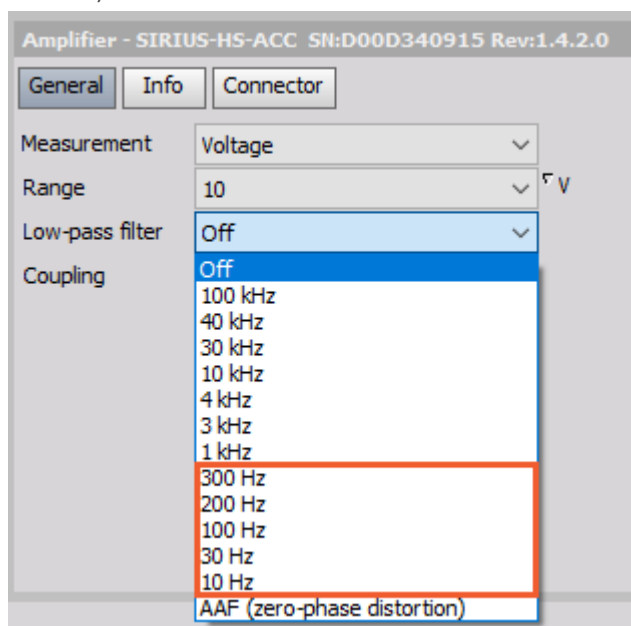 Amplifier - SIRIUS-HS-ACC SN:D00D340915 Rev:1.4.2.0
General Info Connector
Measurement Voltage
Range 10 V
Low-pass filter Off
Coupling Off
100 kHz
40 kHz
30 kHz
10 kHz
4 kHz
3 kHz
1 kHz
300 Hz
200 Hz
100 Hz
30 Hz
10 Hz
AAF (zero-phase distortion)